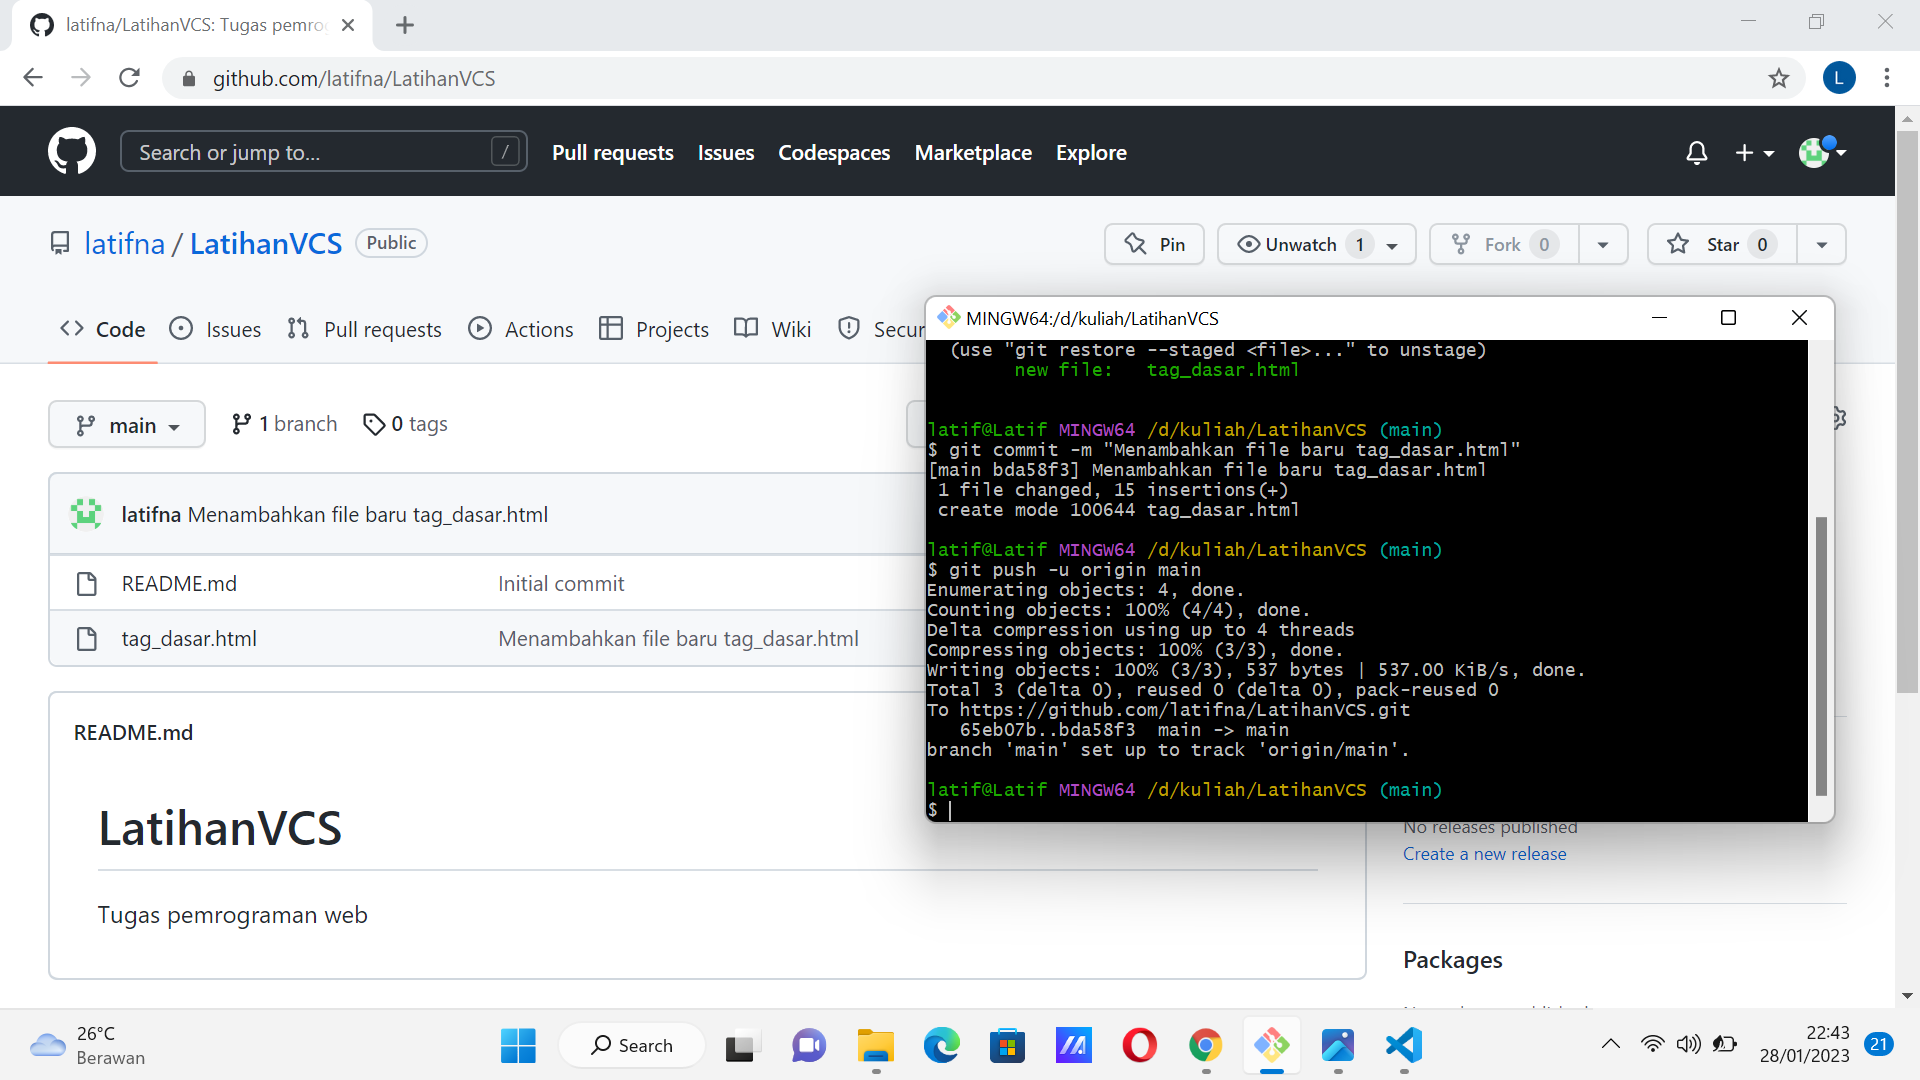 latifna/LatihanVCS: Tugas pemro
github.com/latifna/LatihanVCS
L
Search or jump to...
/
Pull requests
Issues
Codespaces
Marketplace
Explore
latifna / LatihanVCS
Public
Pin
Unwatch 1
Fork 0
Star 0
Code
Issues
Pull requests
Actions
Projects
Wiki
Secur
main
1 branch
0 tags
latifna Menambahkan file baru tag_dasar.html
README.md
Initial commit
tag_dasar.html
Menambahkan file baru tag_dasar.html
README.md
LatihanVCS
Tugas pemrograman web
MINGW64:/d/kuliah/LatihanVCS
(use "git restore --staged <file>..." to unstage)
new file:   tag_dasar.html
latif@Latif MINGW64 /d/kuliah/LatihanVCS (main)
$ git commit -m "Menambahkan file baru tag_dasar.html"
[main bda58f3] Menambahkan file baru tag_dasar.html
1 file changed, 15 insertions(+)
create mode 100644 tag_dasar.html
latif@Latif MINGW64 /d/kuliah/LatihanVCS (main)
$ git push -u origin main
Enumerating objects: 4, done.
Counting objects: 100% (4/4), done.
Delta compression using up to 4 threads
Compressing objects: 100% (3/3), done.
Writing objects: 100% (3/3), 537 bytes | 537.00 KiB/s, done.
Total 3 (delta 0), reused 0 (delta 0), pack-reused 0
To https://github.com/latifna/LatihanVCS.git
65eb07b..bda58f3  main -> main
branch 'main' set up to track 'origin/main'.
latif@Latif MINGW64 /d/kuliah/LatihanVCS (main)
$
No releases published
Create a new release
Packages
26°C
Berawan
Search
22:43
28/01/2023
21